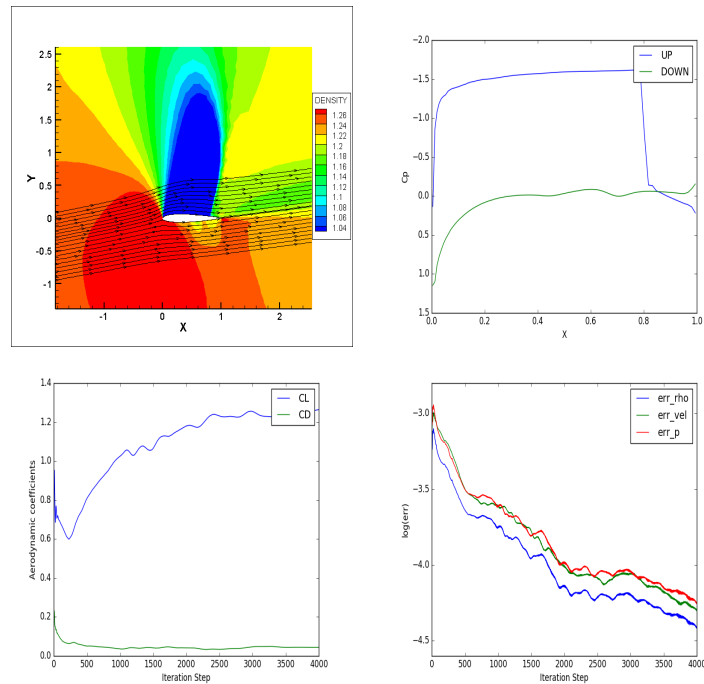 DENSITY
1.26
1.24
1.22
1.2
1.18
1.16
1.14
1.12
1.1
1.08
1.06
1.04
2.5
2
1.5
1
0.5
0
-0.5
-1
Y
-1 0 1 2
X
−2.0
−1.5
−1.0
−0.5
0.0
0.5
1.0
1.5
Cp
0.0 0.2 0.4 0.6 0.8 1.0
X
UP
DOWN
1.4
1.2
1.0
0.8
0.6
0.4
0.2
0.0
Aerodynamic coefficients
0 500 1000 1500 2000 2500 3000 3500 4000
Iteration Step
CL
CD
−3.0
−3.5
−4.0
−4.5
log(err)
0 500 1000 1500 2000 2500 3000 3500 4000
Iteration Step
err_rho
err_vel
err_p